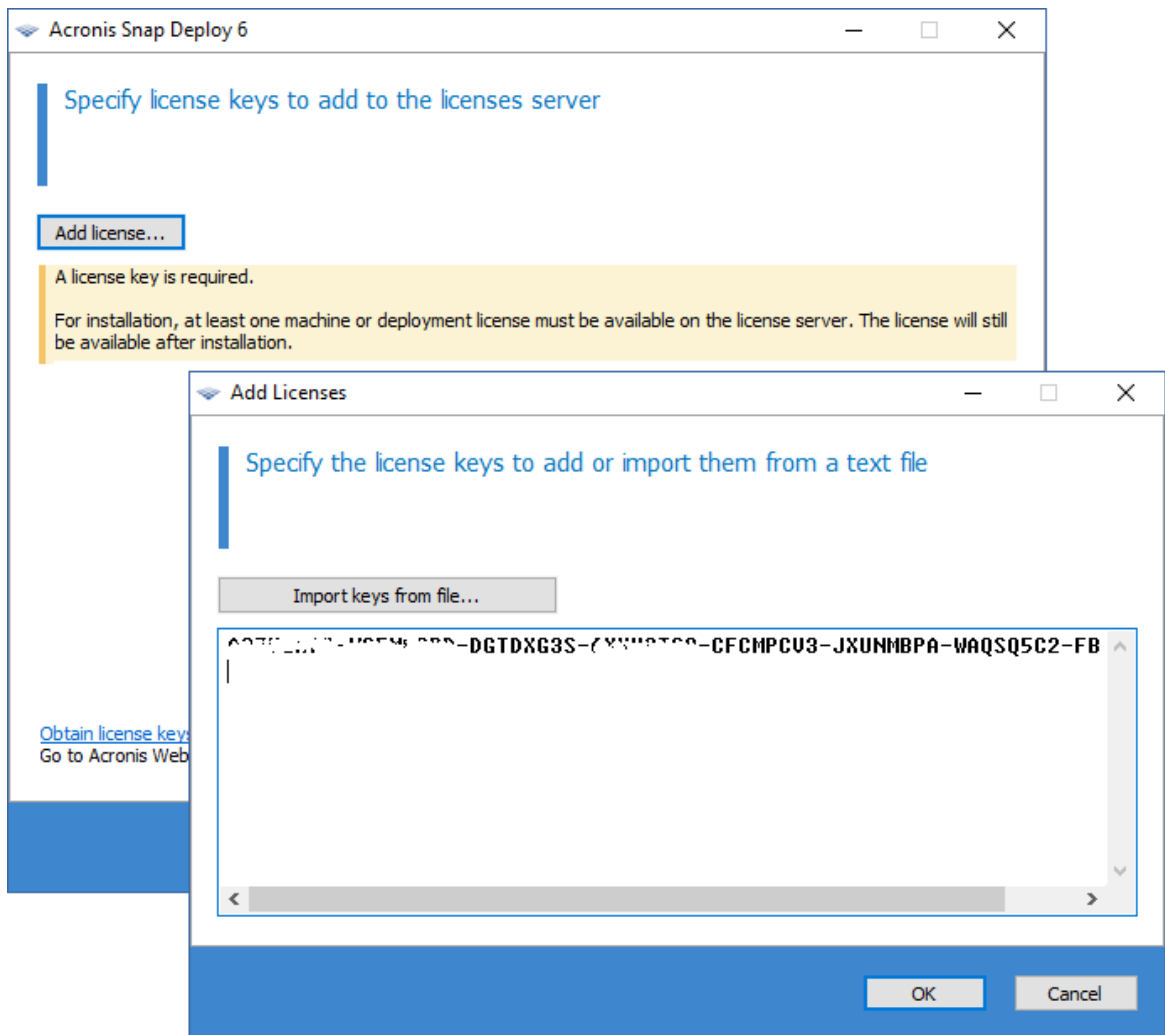 Acronis Snap Deploy 6
Specify license keys to add to the licenses server
Add license...
A license key is required.
For installation, at least one machine or deployment license must be available on the license server. The license will still
be available after installation.
Add Licenses
Specify the license keys to add or import them from a text file
Import keys from file...
-DGTDXG3S- -CFCMPCV3-JXUNMBPA-WAQSQ5C2-FB
Obtain license key
Go to Acronis Web
OK
Cancel